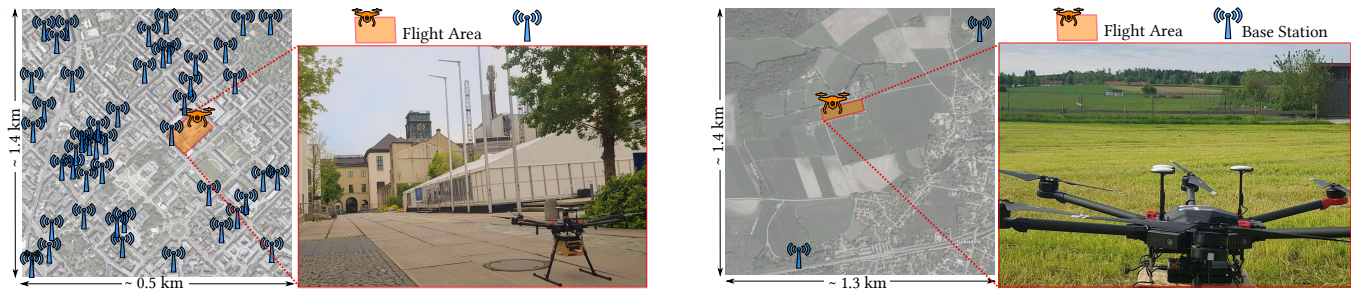 Flight Area
~ 1.4 km
~ 0.5 km
Flight Area
Base Station
~ 1.4 km
~ 1.3 km